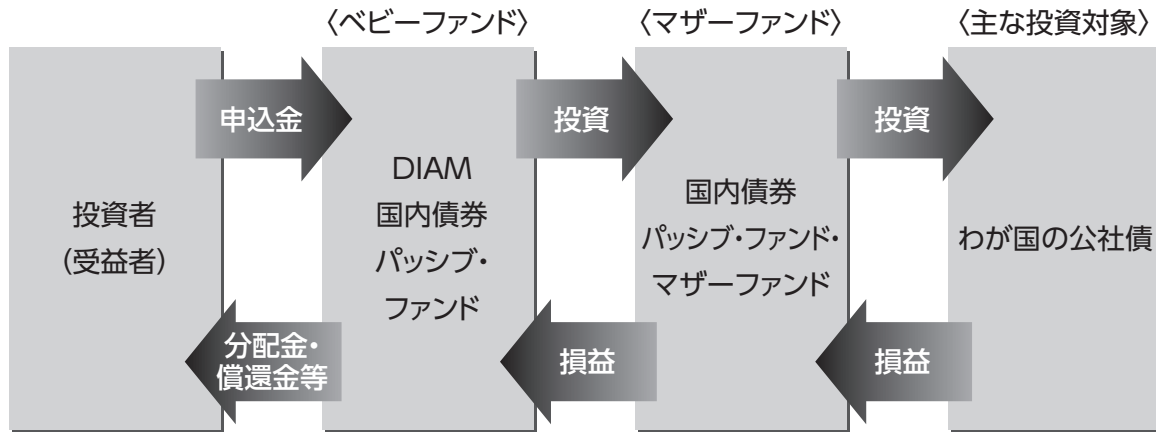 〈ベビーファンド〉
〈マザーファンド〉
〈主な投資対象〉
申込金
投資
投資
投資者
(受益者)
DIAM
国内債券
パッシブ・
ファンド
国内債券
パッシブ・ファンド・
マザーファンド
わが国の公社債
分配金・
償還金等
損益
損益